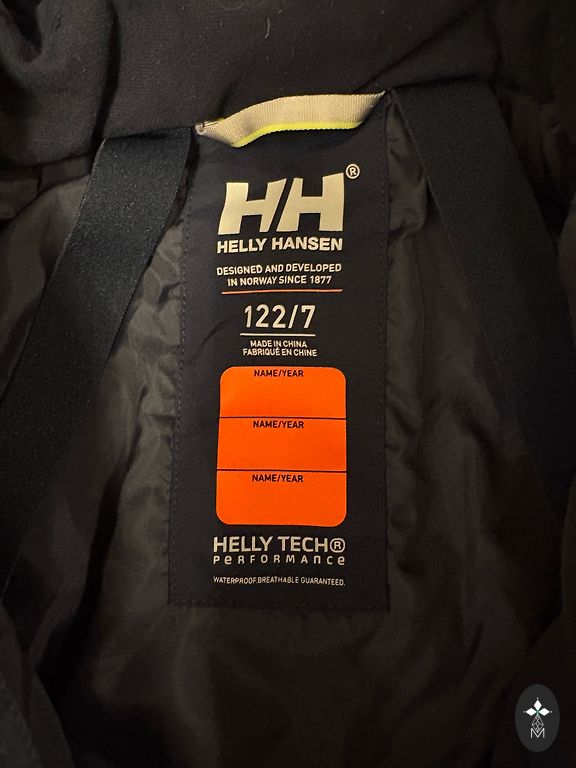 HH®
HELLY HANSEN
DESIGNED AND DEVELOPED
IN NORWAY SINCE 1877
122/7
MADE IN CHINA
FABRIQUÉ EN CHINE
NAME/YEAR
NAME/YEAR
NAME/YEAR
HELLY TECH®
PERFORMANCE
WATERPROOF.BREATHABLE GUARANTEED.
M